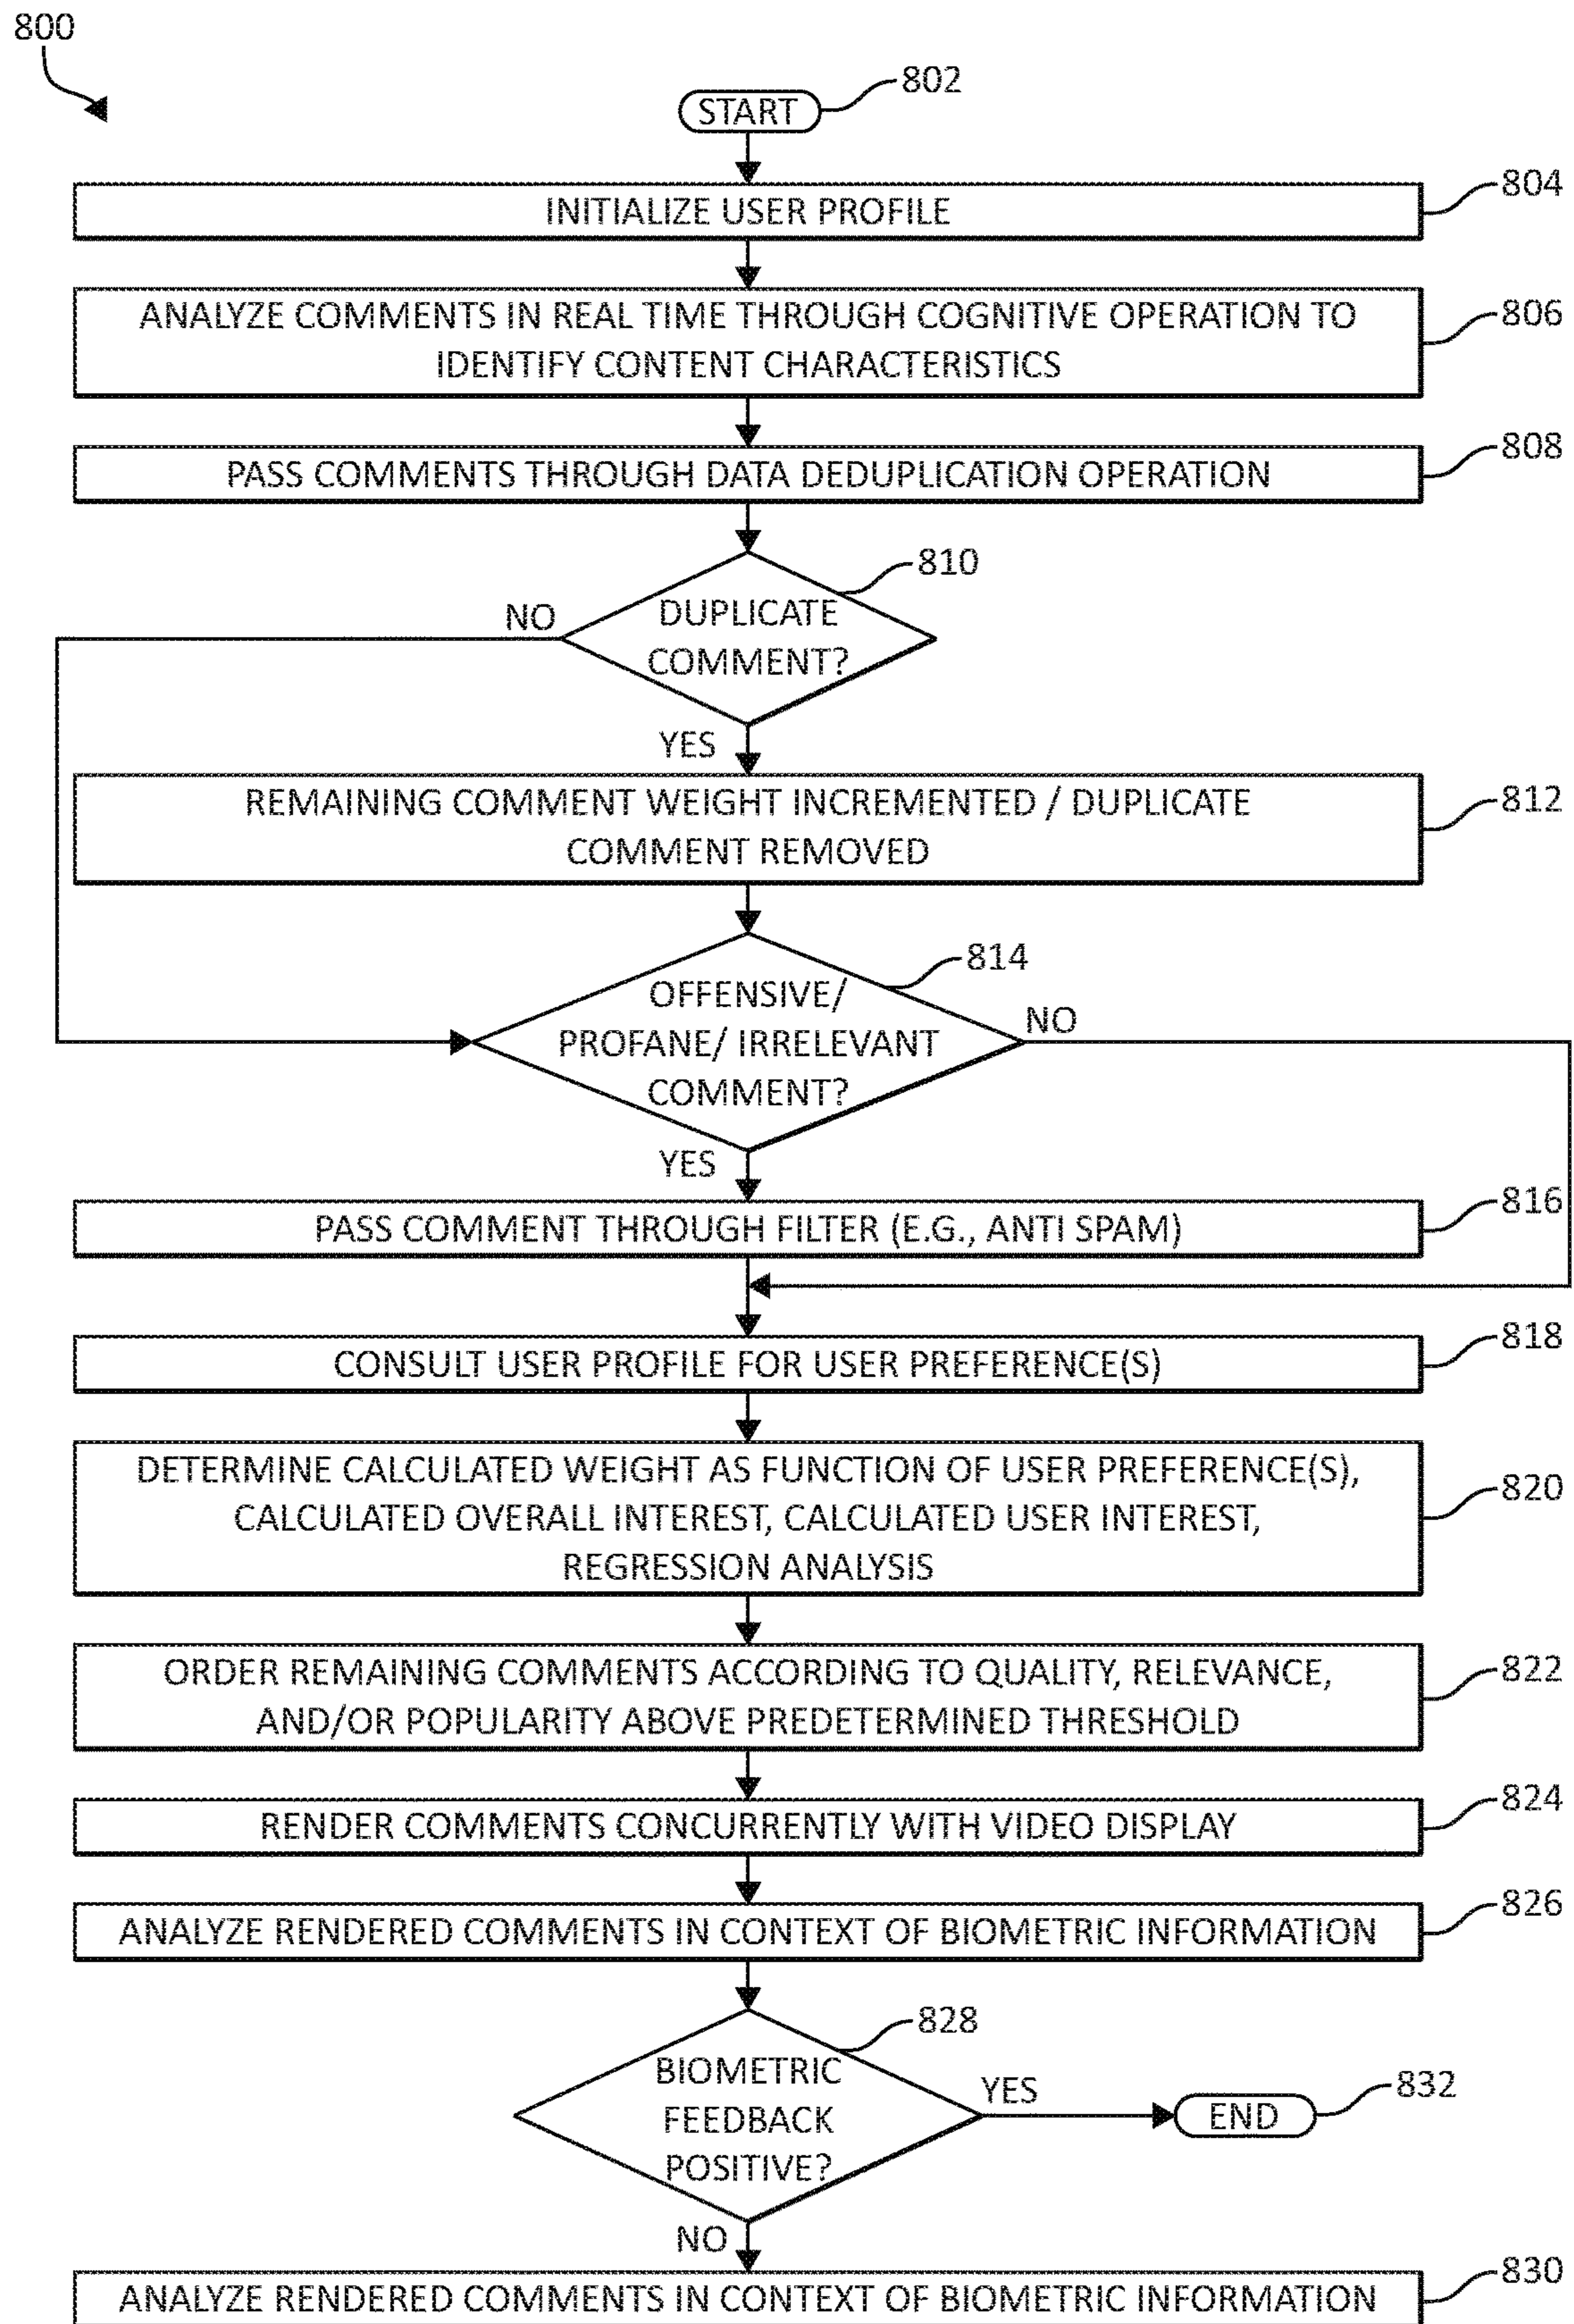 800
START
802
INITIALIZE USER PROFILE
804
ANALYZE COMMENTS IN REAL TIME THROUGH COGNITIVE OPERATION TO
IDENTIFY CONTENT CHARACTERISTICS
806
PASS COMMENTS THROUGH DATA DEDUPLICATION OPERATION
808
DUPLICATE
COMMENT?
810
NO
YES
REMAINING COMMENT WEIGHT INCREMENTED / DUPLICATE
COMMENT REMOVED
812
OFFENSIVE/
PROFANE/ IRRELEVANT
COMMENT?
814
NO
YES
PASS COMMENT THROUGH FILTER (E.G., ANTI SPAM)
816
CONSULT USER PROFILE FOR USER PREFERENCE(S)
818
DETERMINE CALCULATED WEIGHT AS FUNCTION OF USER PREFERENCE(S),
CALCULATED OVERALL INTEREST, CALCULATED USER INTEREST,
REGRESSION ANALYSIS
820
ORDER REMAINING COMMENTS ACCORDING TO QUALITY, RELEVANCE,
AND/OR POPULARITY ABOVE PREDETERMINED THRESHOLD
822
RENDER COMMENTS CONCURRENTLY WITH VIDEO DISPLAY
824
ANALYZE RENDERED COMMENTS IN CONTEXT OF BIOMETRIC INFORMATION
826
BIOMETRIC
FEEDBACK
POSITIVE?
828
YES
END
832
NO
ANALYZE RENDERED COMMENTS IN CONTEXT OF BIOMETRIC INFORMATION
830